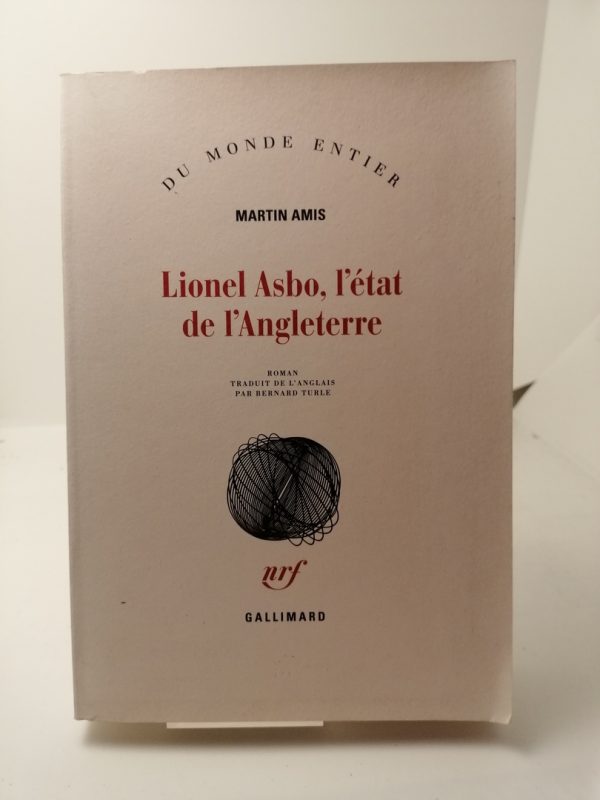 DU MONDE ENTIER
MARTIN AMIS
Lionel Asbo, l'état
de l'Angleterre
ROMAN
TRADUIT DE L'ANGLAIS
PAR BERNARD TURLE
nrf
GALLIMARD